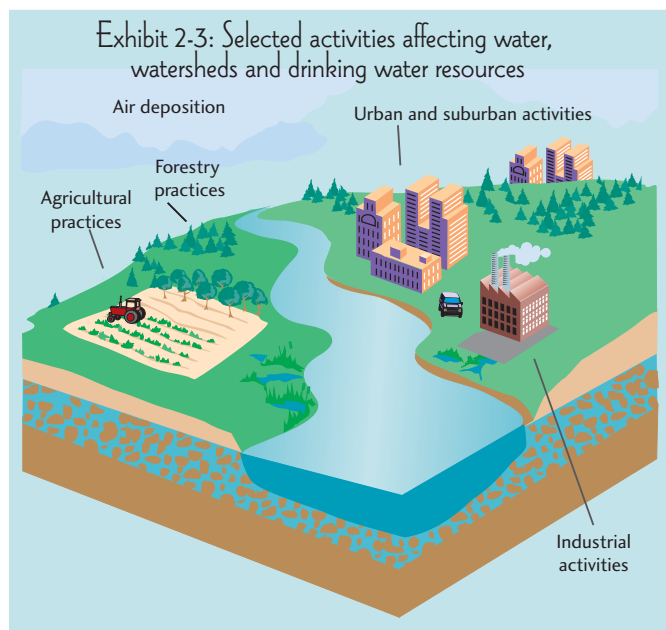 Exhibit 2-3: Selected activities affecting water,
watersheds and drinking water resources
Air deposition
Urban and suburban activities
Forestry
practices
Agricultural
practices
Industrial
activities